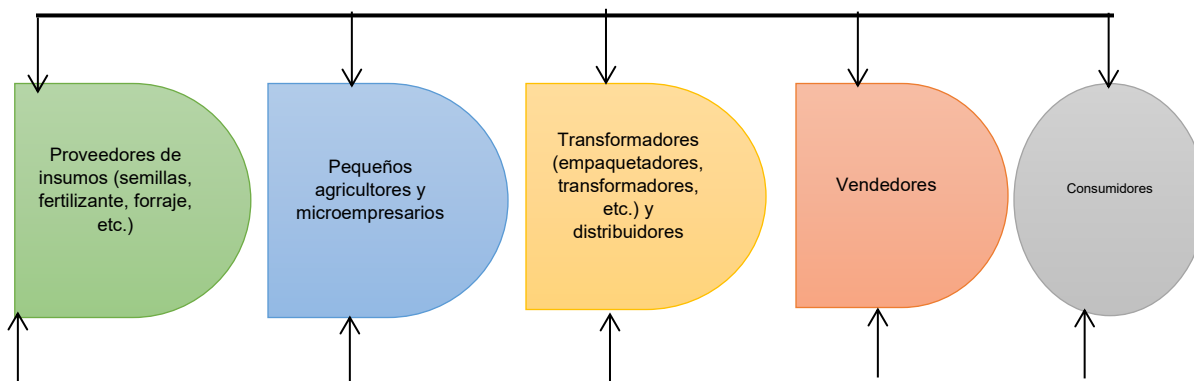 Proveedores de
insumos (semillas,
fertilizante, forraje,
etc.)
Pequeños
agricultores y
microempresarios
Transformadores
(empaquetadores,
transformadores,
etc.) y
distribuidores
Vendedores
Consumidores